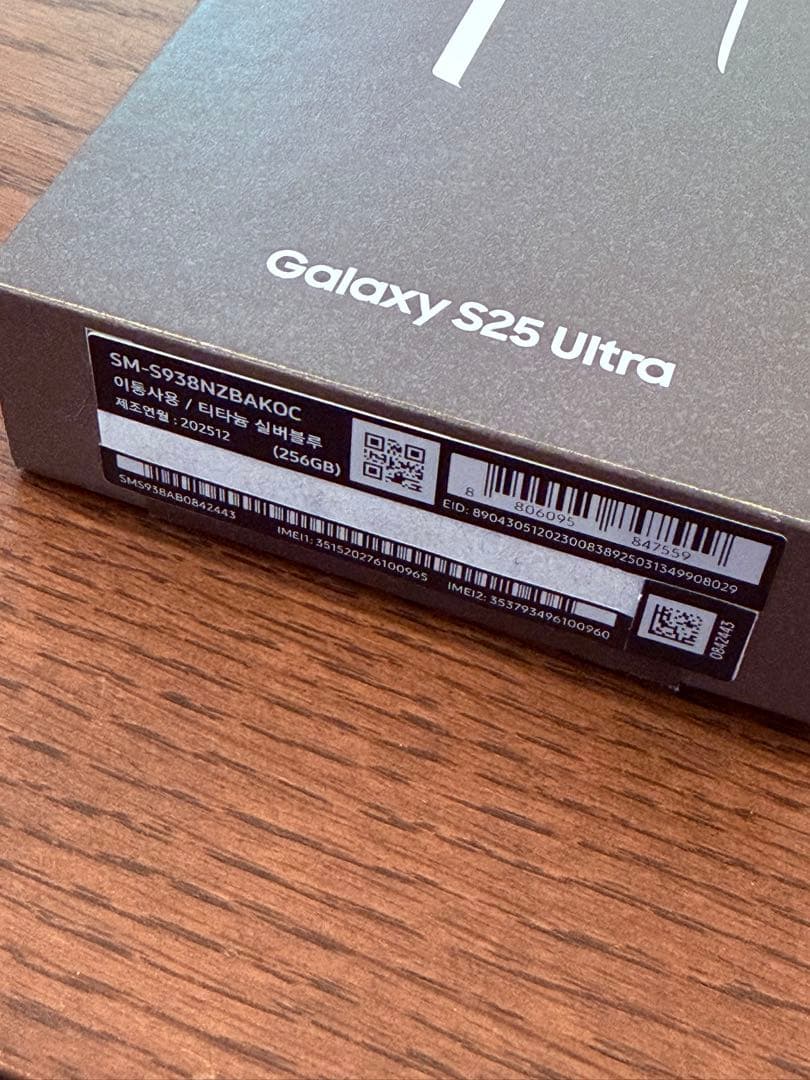 Galaxy S25 Ultra
SM-S938NZBAKOC
이동사용 / 티타늄 실버블루
제조연월 : 202512
(256GB)
8 806095 847559
EID: 89043051202300838925031349908029
SMS938AB0842443
IMEI1: 351520276100965
IMEI2: 353793496100960
0842443